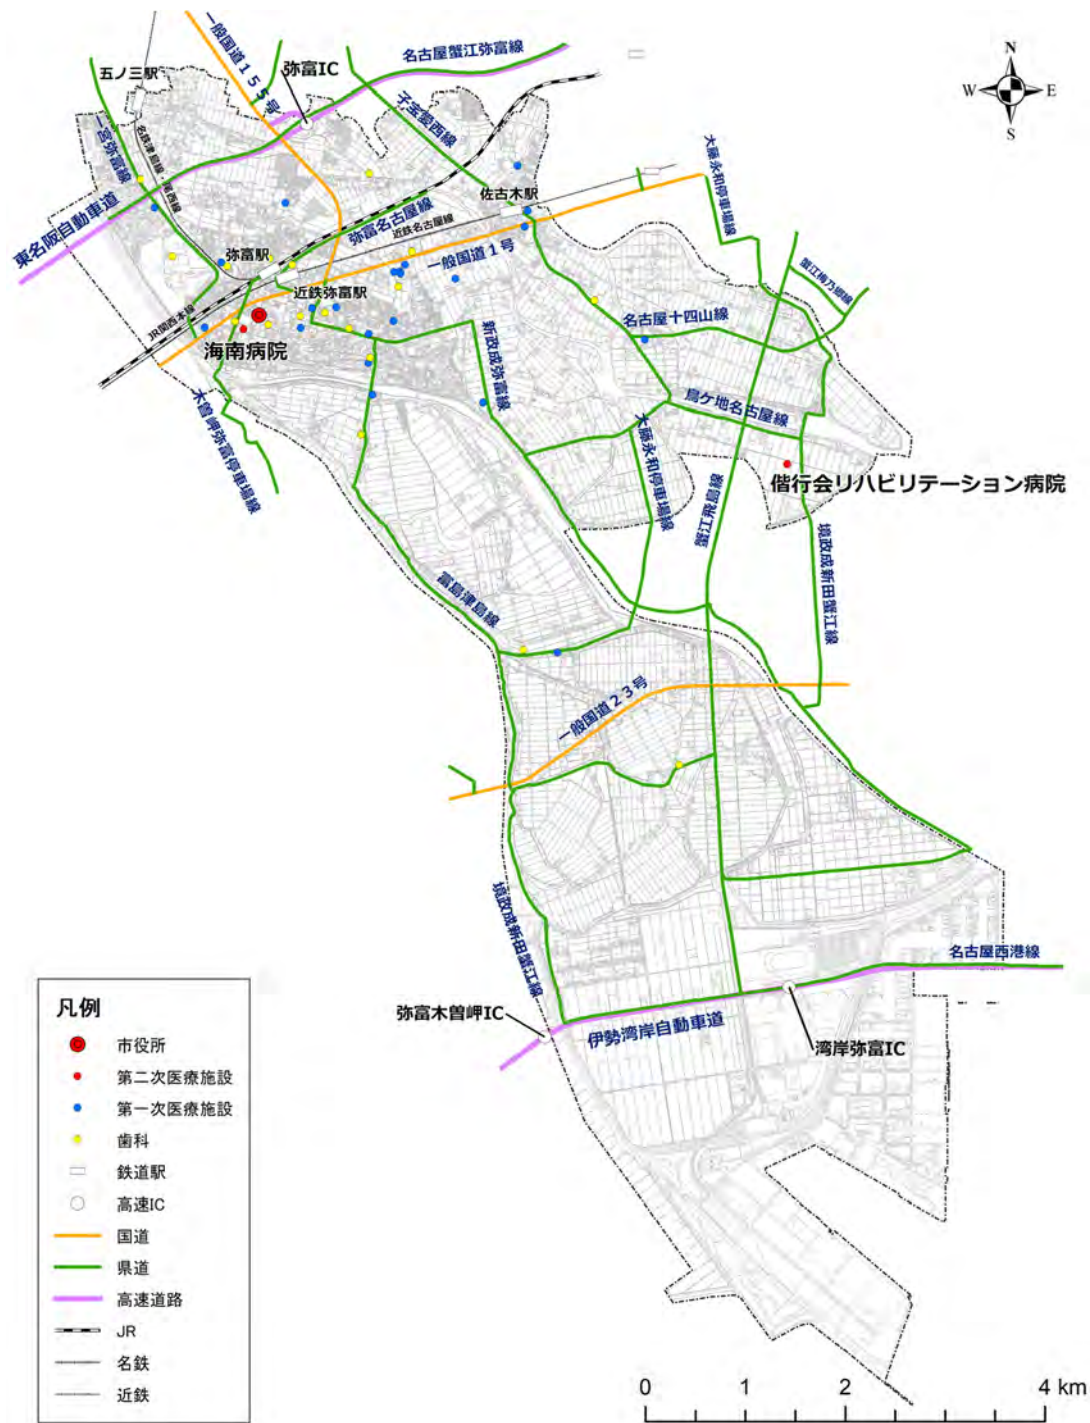 一般国道１５５号
名古屋蟹江弥富線
弥富IC
五ノ三駅
N
W
E
S
子宝愛西線
一宮弥富線
名鉄津島線・尾西線
大藤永和停車場線
佐古木駅
弥富名古屋線
近鉄名古屋線
東名阪自動車道
弥富駅
一般国道１号
蟹江梅乃郷線
近鉄弥富駅
JR関西本線
名古屋十四山線
海南病院
新政成弥富線
木曽岬弥富停車場線
鳥ケ地名古屋線
大藤永和停車場線
偕行会リハビリテーション病院
蟹江飛島線
境政成新田蟹江線
富島津島線
一般国道２３号
境政成新田蟹江線
名古屋西港線
弥富木曽岬IC
伊勢湾岸自動車道
湾岸弥富IC
凡例
市役所
第二次医療施設
第一次医療施設
歯科
鉄道駅
高速IC
国道
県道
高速道路
JR
名鉄
近鉄
0 1 2 4 km